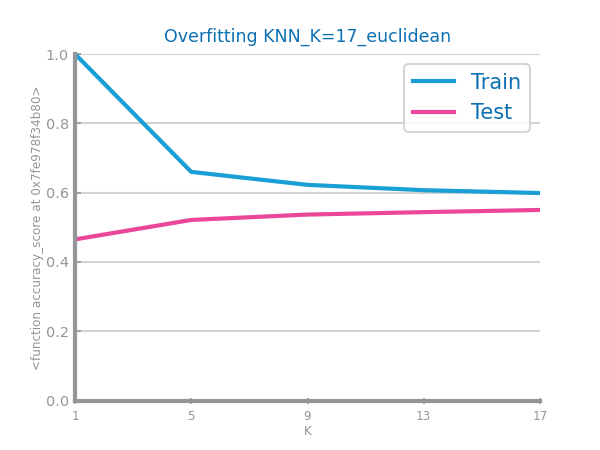 Overfitting KNN_K=17_euclidean
<function accuracy_score at 0x7fe978f34b80>
1.0
0.8
0.6
0.4
0.2
0.0
Train
Test
1 5 9 13 17
K